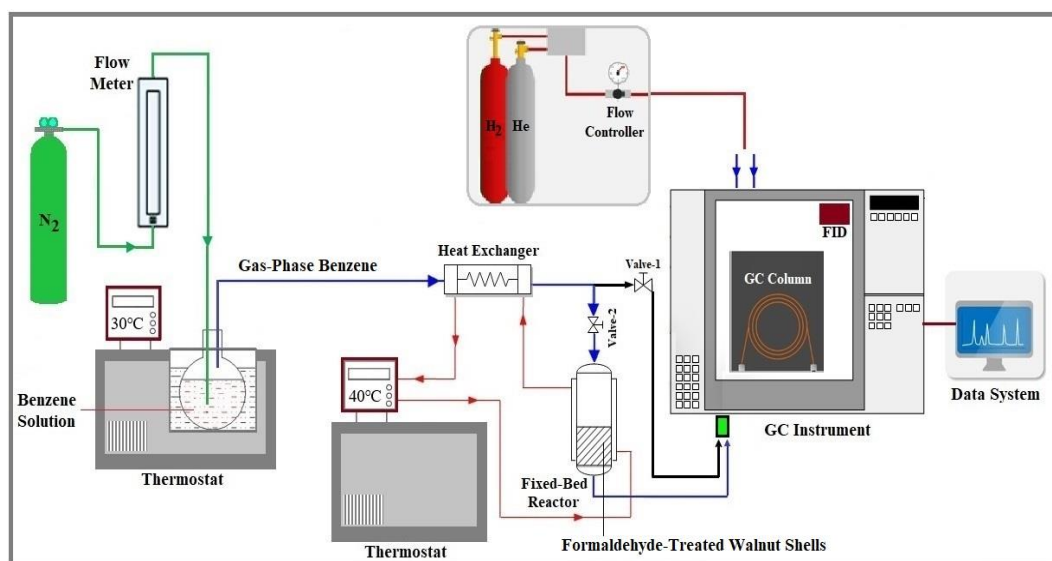 Flow
Meter
N2
H2
He
Flow
Controller
Gas-Phase Benzene
Heat Exchanger
Valve-1
Valve-2
FID
GC Column
30℃
40℃
Benzene
Solution
Thermostat
Thermostat
Fixed-Bed
Reactor
Formaldehyde-Treated Walnut Shells
GC Instrument
Data System